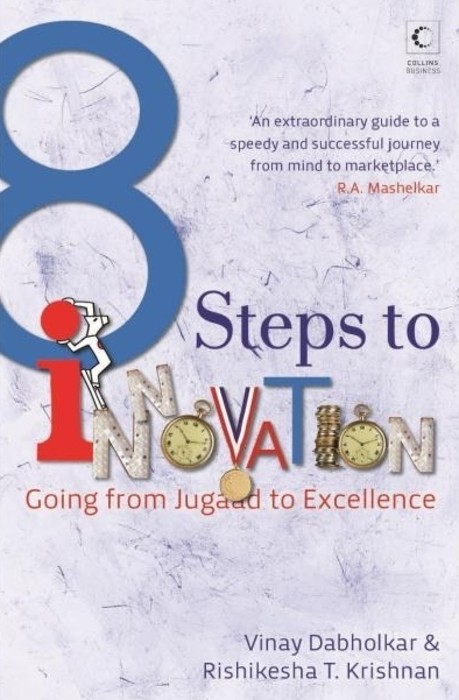 COLLINS
BUSINESS
'An extraordinary guide to a
speedy and successful journey
from mind to marketplace.'
R.A. Mashelkar
8
Steps to
iNNOVATION
Going from Jugaad to Excellence
Vinay Dabholkar &
Rishikesha T. Krishnan